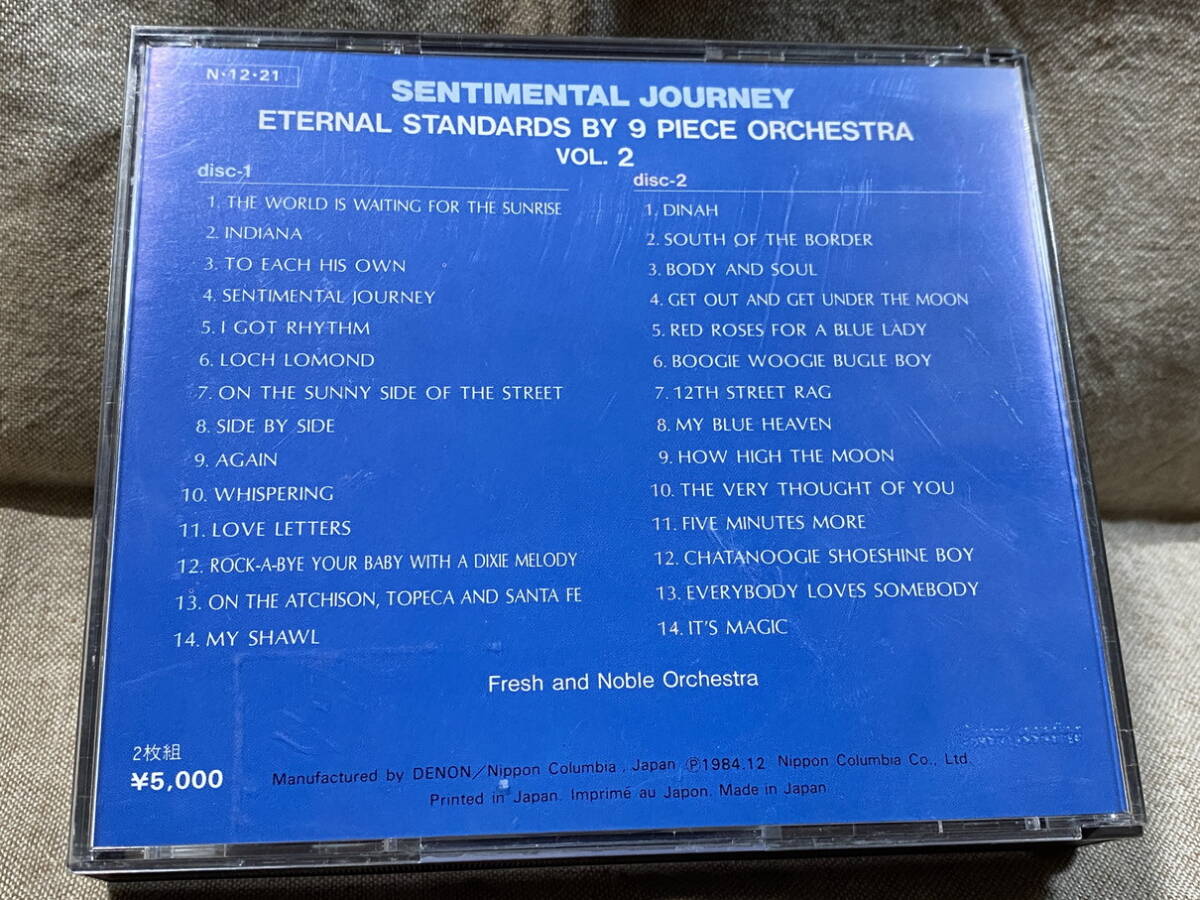 N·12·21
SENTIMENTAL JOURNEY
ETERNAL STANDARDS BY 9 PIECE ORCHESTRA
VOL. 2
disc-1
1. THE WORLD IS WAITING FOR THE SUNRISE
2. INDIANA
3. TO EACH HIS OWN
4. SENTIMENTAL JOURNEY
5. I GOT RHYTHM
6. LOCH LOMOND
7. ON THE SUNNY SIDE OF THE STREET
8. SIDE BY SIDE
9. AGAIN
10. WHISPERING
11. LOVE LETTERS
12. ROCK-A-BYE YOUR BABY WITH A DIXIE MELODY
13. ON THE ATCHISON, TOPECA AND SANTA FE
14. MY SHAWL
disc-2
1. DINAH
2. SOUTH OF THE BORDER
3. BODY AND SOUL
4. GET OUT AND GET UNDER THE MOON
5. RED ROSES FOR A BLUE LADY
6. BOOGIE WOOGIE BUGLE BOY
7. 12TH STREET RAG
8. MY BLUE HEAVEN
9. HOW HIGH THE MOON
10. THE VERY THOUGHT OF YOU
11. FIVE MINUTES MORE
12. CHATANOOGIE SHOESHINE BOY
13. EVERYBODY LOVES SOMEBODY
14. IT'S MAGIC
Fresh and Noble Orchestra
2枚組
¥5,000
Manufactured by DENON/Nippon Columbia, Japan ℗1984.12 Nippon Columbia Co., Ltd.
Printed in Japan. Imprimé au Japon. Made in Japan